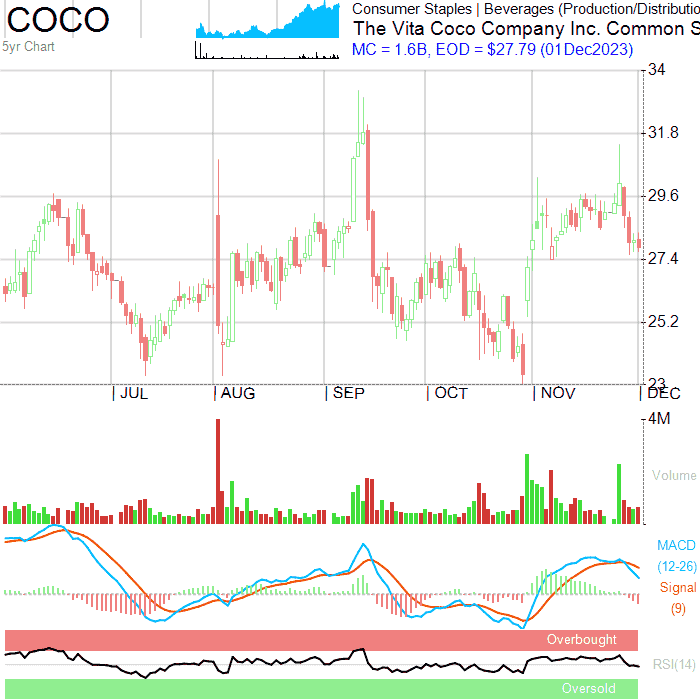 COCO
5yr Chart
Consumer Staples | Beverages (Production/Distributio
The Vita Coco Company Inc. Common S
MC = 1.6B, EOD = $27.79 (01Dec2023)
34
31.8
29.6
27.4
25.2
23
JUL AUG SEP OCT NOV DEC
4M
Volume
MACD
(12-26)
Signal
(9)
Overbought
RSI(14)
Oversold